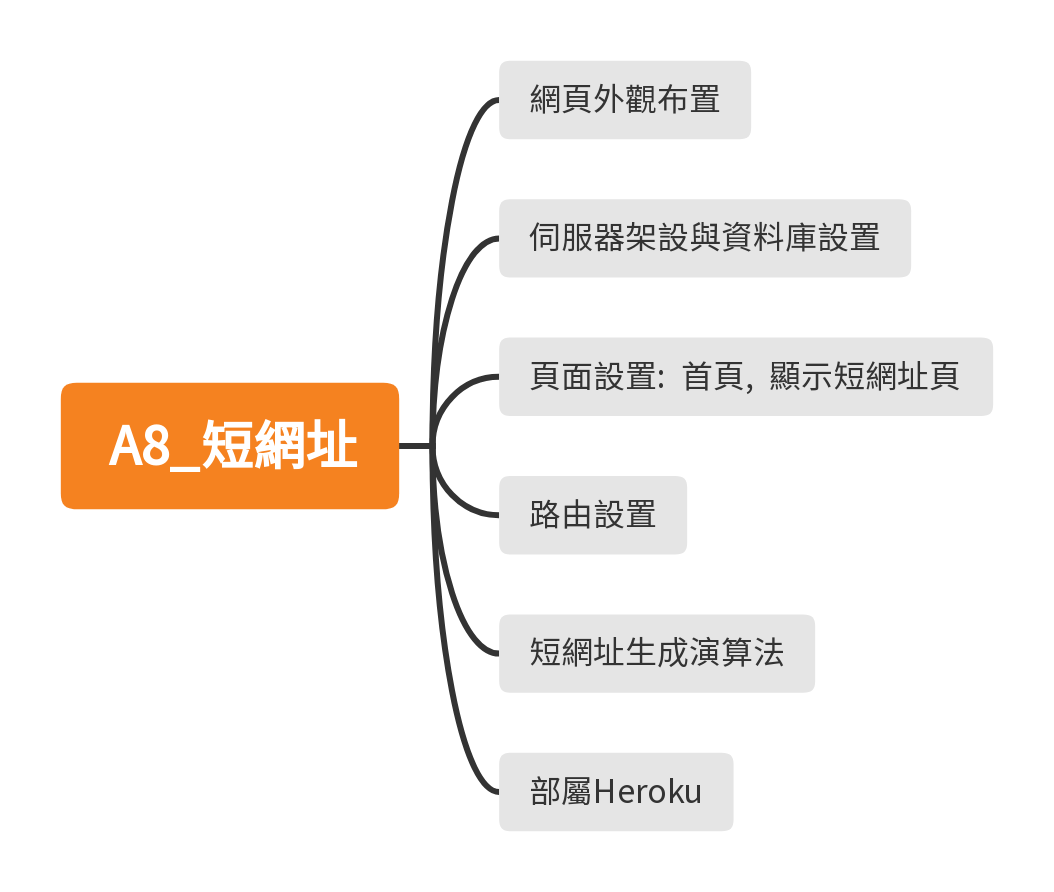 網頁外觀布置
伺服器架設與資料庫設置
頁面設置: 首頁, 顯示短網址頁
A8_短網址
路由設置
短網址生成演算法
部屬Heroku